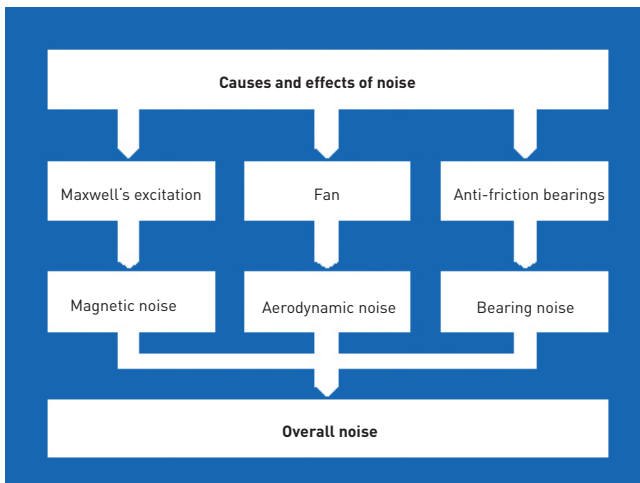 Causes and effects of noise
Maxwell‘s excitation
Fan
Anti-friction bearings
Magnetic noise
Aerodynamic noise
Bearing noise
Overall noise